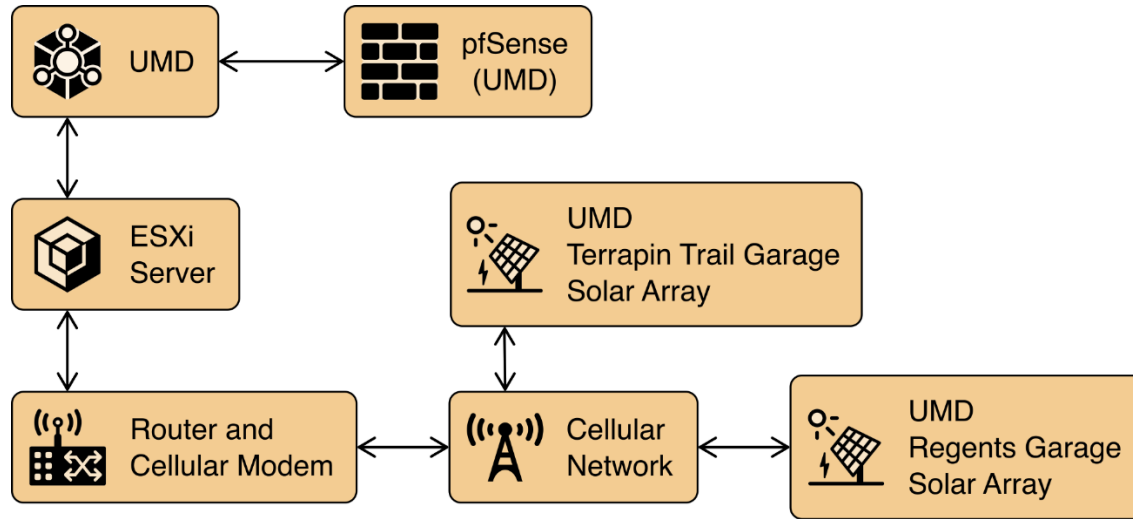 UMD
pfSense
(UMD)
ESXi
Server
UMD
Terrapin Trail Garage
Solar Array
Router and
Cellular Modem
Cellular
Network
UMD
Regents Garage
Solar Array